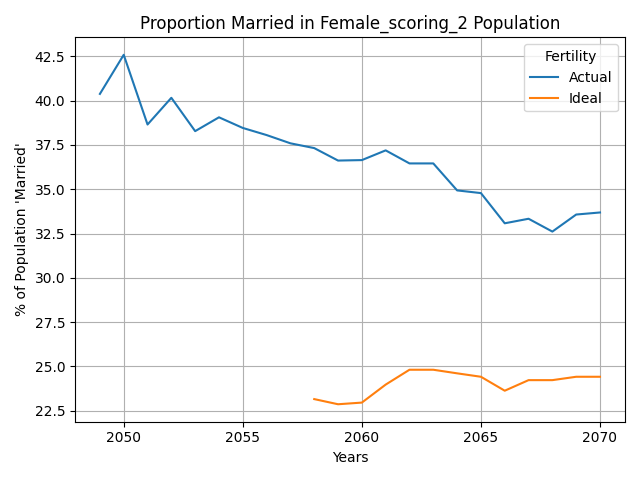 Proportion Married in Female_scoring_2 Population
Fertility
Actual
Ideal
% of Population 'Married'
42.5
40.0
37.5
35.0
32.5
30.0
27.5
25.0
22.5
2050
2055
2060
2065
2070
Years